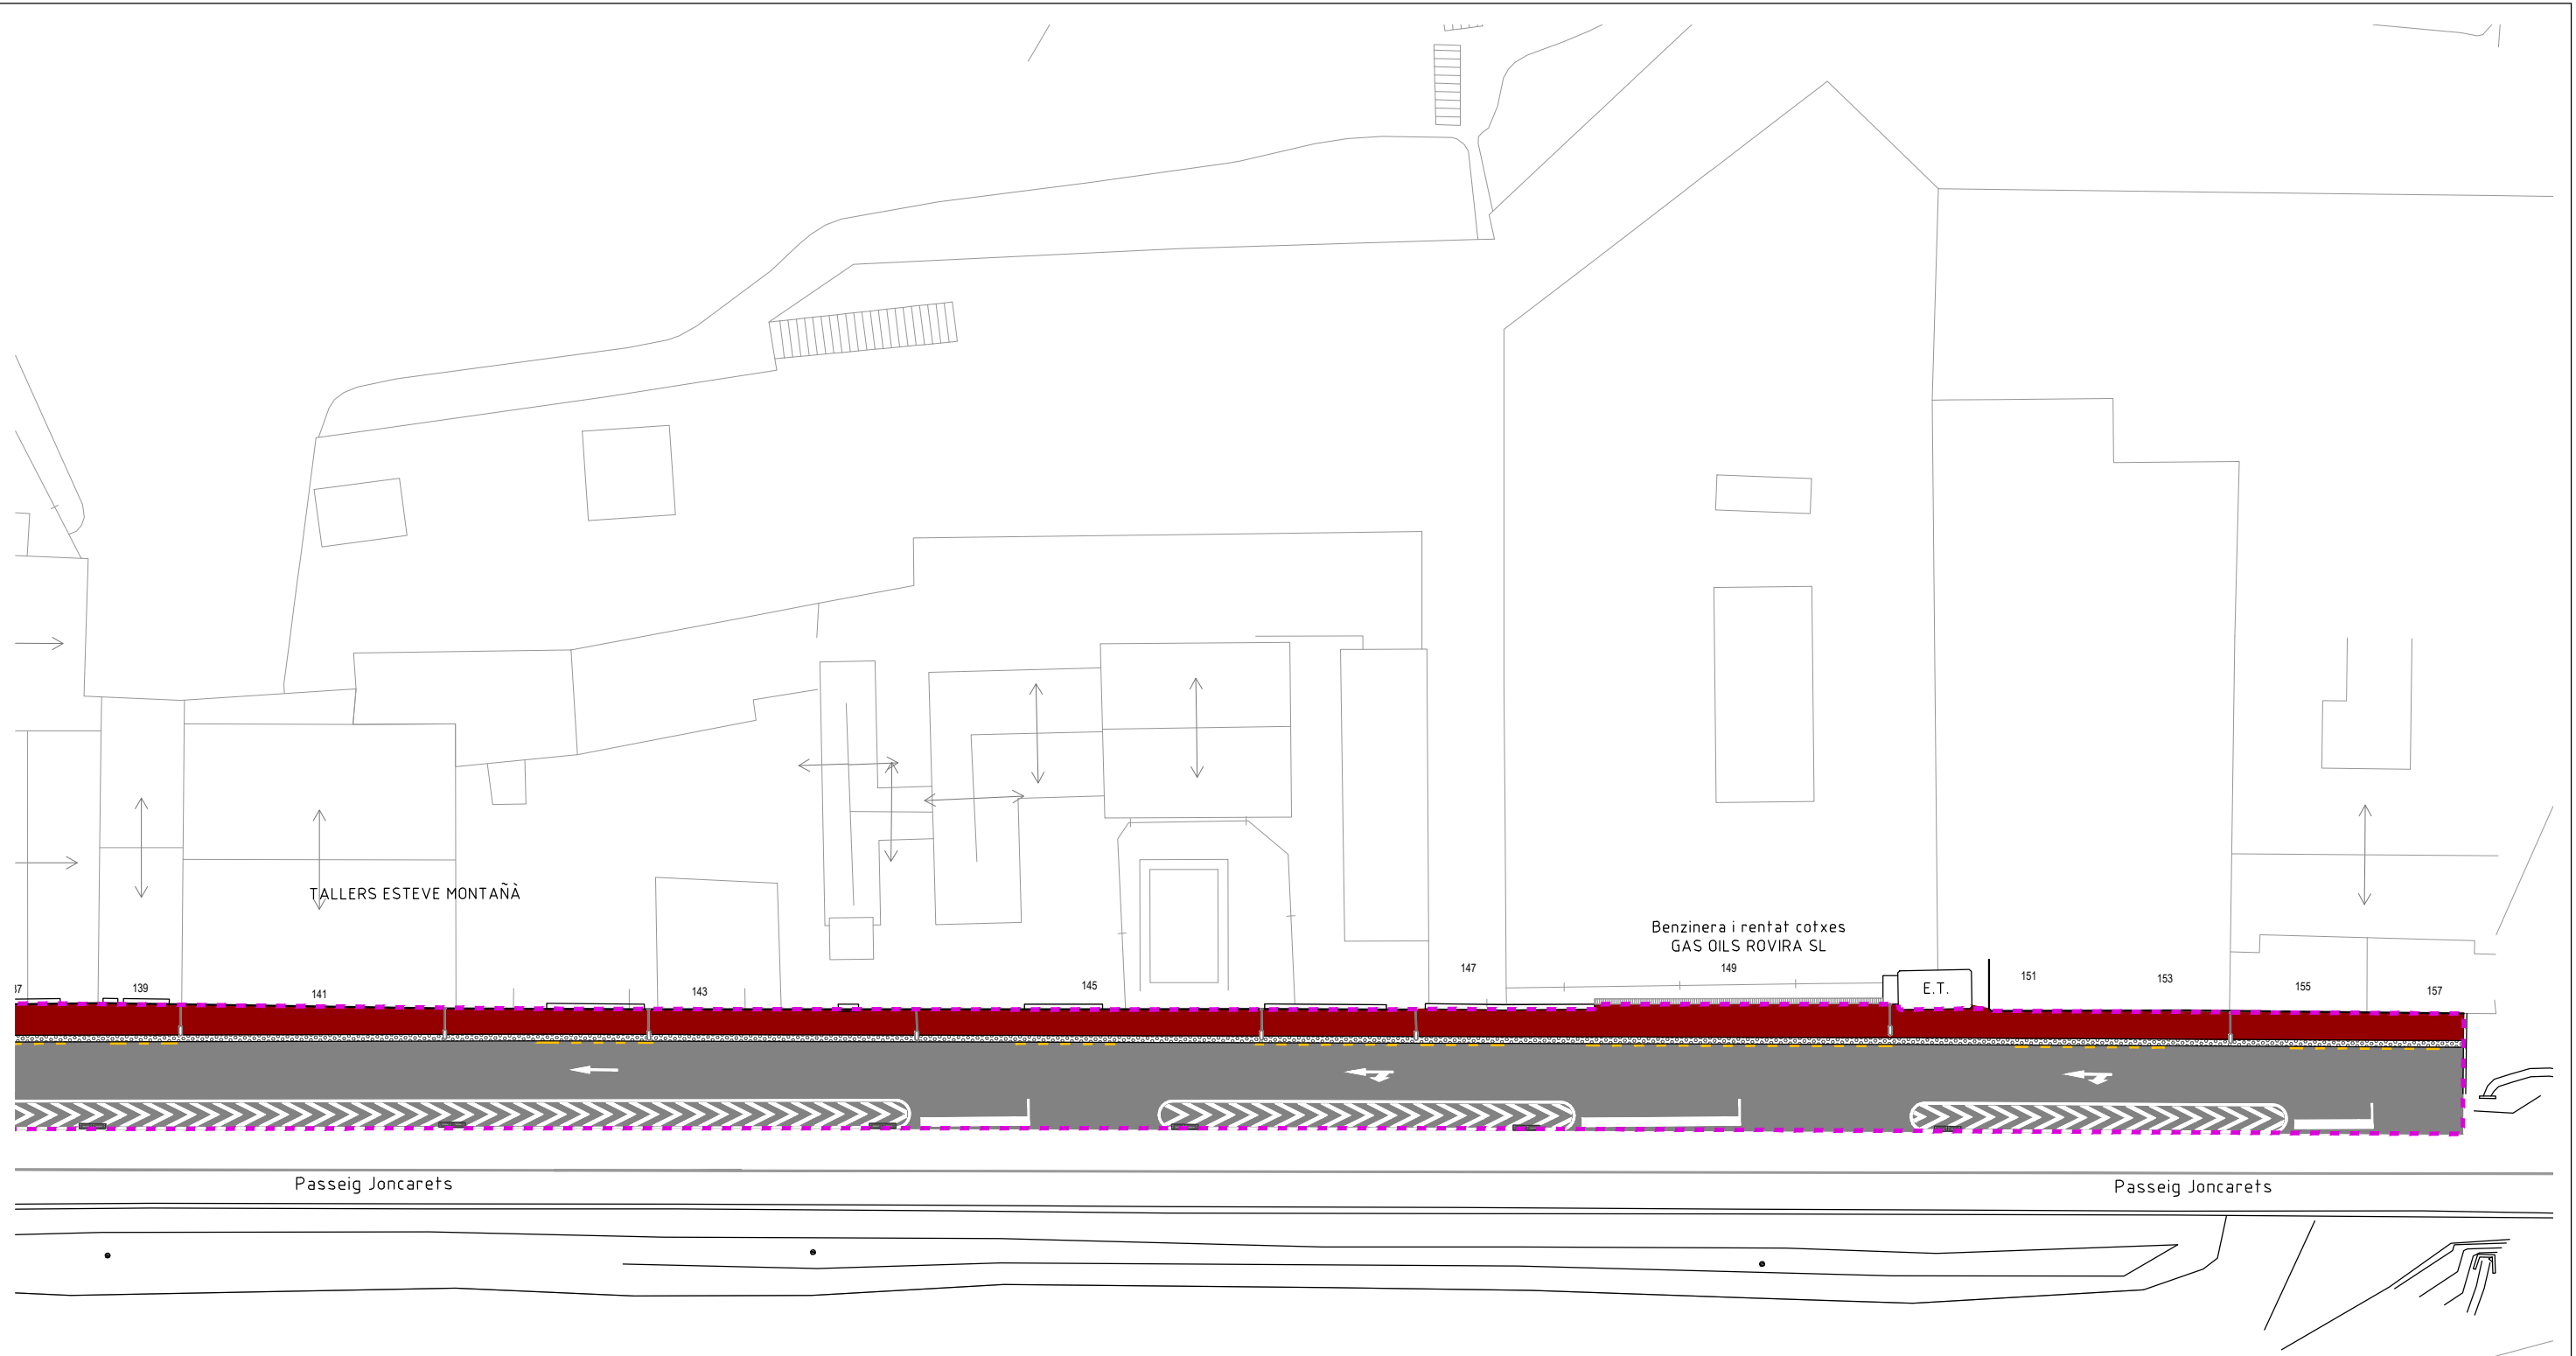 TALLERS ESTEVE MONTAÑÀ
Benzinera i rentat cotxes
GAS OILS ROVIRA SL
139
141
143
145
147
149
E.T.
151
153
155
157
Passeig Joncarets
Passeig Joncarets